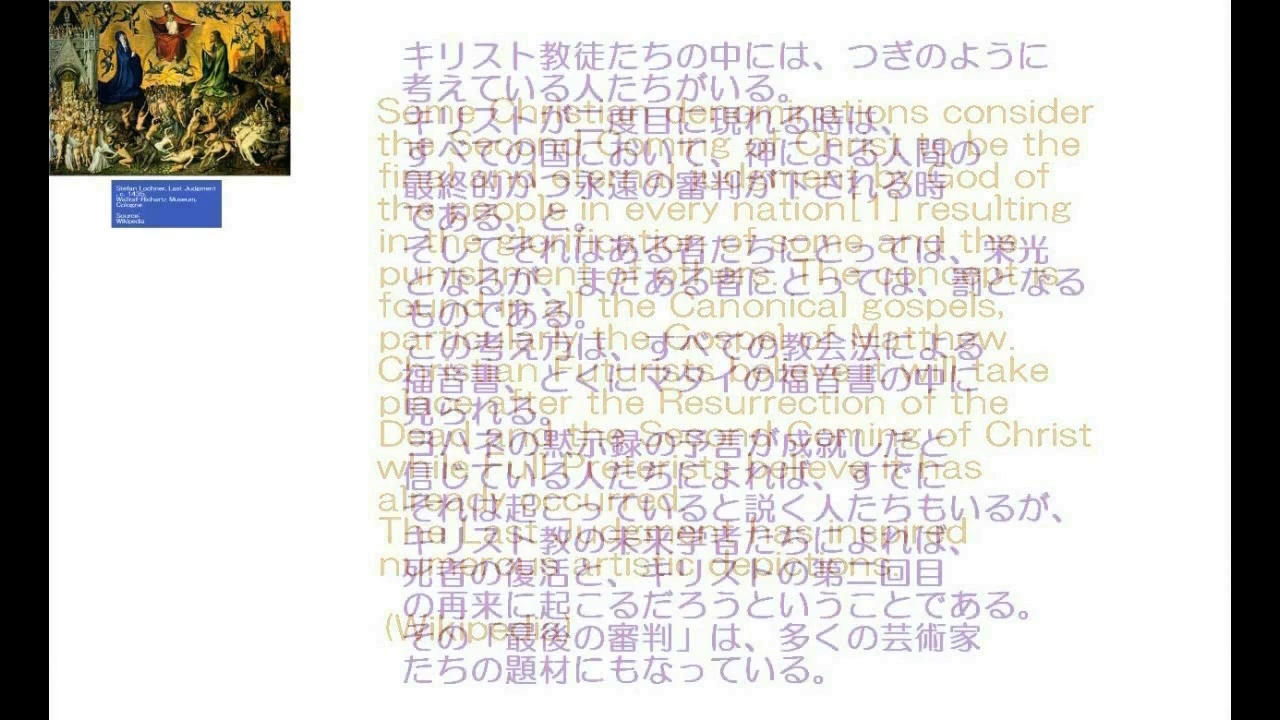 Stefan Lochner, Last Judgment
, c. 1435.
Wallraf-Richartz Museum,
Cologne
Source:
Wikipedia
キリスト教徒たちの中には、つぎのように
考えている人たちがいる。
キリストが二度目に現れる時は、
すべての国において、神による人間の
最終的かつ永遠の審判が下される時
である、と。
そしてそれはある者たちにとっては、栄光
となるが、またある者にとっては、罰となる
ものである。
この考え方は、すべての教会法による
福音書、とくにマタイの福音書の中に
見られる。
ヨハネの黙示録の予言が成就したと
信じている人たちによれば、すでに
それは起こっていると説く人たちもいるが、
キリスト教の未来学者たちによれば、
死者の復活と、キリストの第二回目
の再来に起こるだろうということである。
その「最後の審判」は、多くの芸術家
たちの題材にもなっている。
Some Christian denominations consider
the Second Coming of Christ to be the
final and eternal judgment by God of
the people in every nation[1] resulting
in the glorification of some and the
punishment of others. The concept is
found in all the Canonical gospels,
particularly the Gospel of Matthew.
Christian Futurists believe it will take
place after the Resurrection of the
Dead and the Second Coming of Christ
while Full Preterists believe it has
already occurred.
The Last Judgment has inspired
numerous artistic depictions.
(Wikipedia)